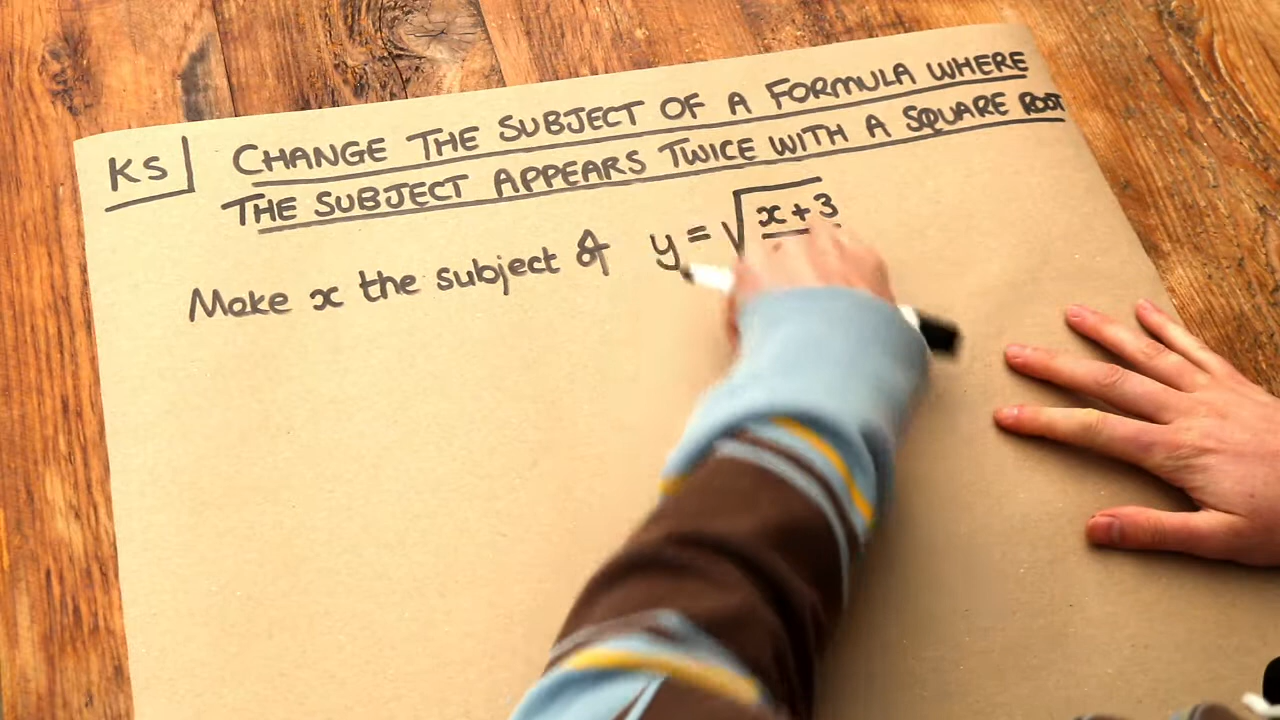 KS CHANGE THE SUBJECT OF A FORMULA WHERE
THE SUBJECT APPEARS TWICE WITH A SQUARE ROOT
Make x the subject of y = √x + 3